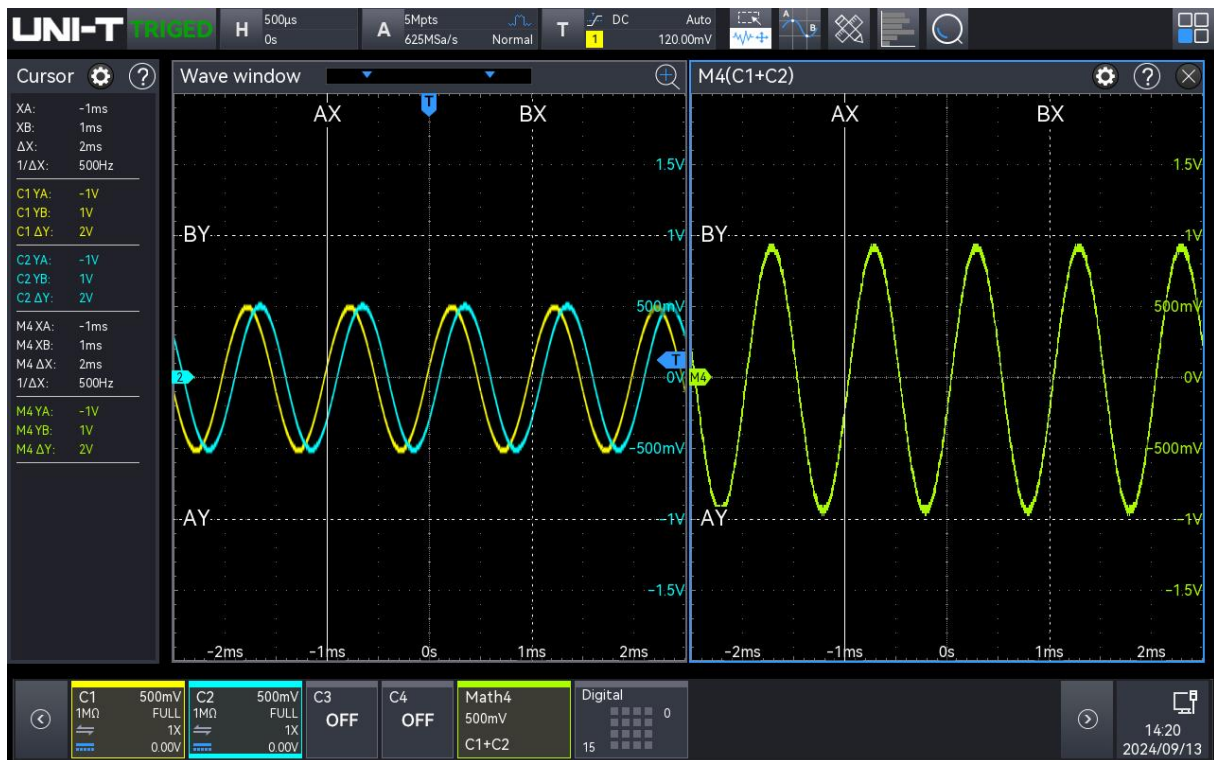 UNI-T TRIGED H 500µs 0s A 5Mpts 625MSa/s Normal T DC Auto 1 120.00mV A B
Cursor ? Wave window M4(C1+C2) ?
XA: -1ms
XB: 1ms
ΔX: 2ms
1/ΔX: 500Hz
C1 YA: -1V
C1 YB: 1V
C1 ΔY: 2V
C2 YA: -1V
C2 YB: 1V
C2 ΔY: 2V
M4 XA: -1ms
M4 XB: 1ms
M4 ΔX: 2ms
1/ΔX: 500Hz
M4 YA: -1V
M4 YB: 1V
M4 ΔY: 2V
T
AX BX
1.5V
BY 1V
500mV
T
2 0V
-500mV
AY -1V
-1.5V
-2ms -1ms 0s 1ms 2ms
AX BX
1.5V
BY 1V
500mV
M4 0V
-500mV
AY -1V
-1.5V
-2ms -1ms 0s 1ms 2ms
C1 500mV
1MΩ FULL
1X
0.00V
C2 500mV
1MΩ FULL
1X
0.00V
C3
OFF
C4
OFF
Math4
500mV
C1+C2
Digital
0
15
14:20
2024/09/13